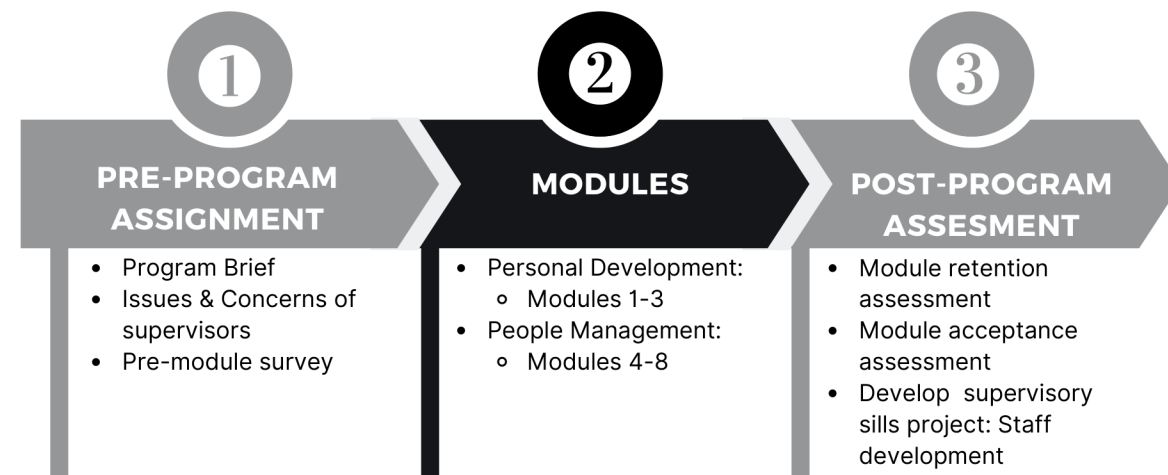 1
PRE-PROGRAM
ASSIGNMENT
• Program Brief
• Issues & Concerns of
supervisors
• Pre-module survey
2
MODULES
• Personal Development:
○ Modules 1-3
• People Management:
○ Modules 4-8
3
POST-PROGRAM
ASSESMENT
• Module retention
assessment
• Module acceptance
assessment
• Develop supervisory
sills project: Staff
development